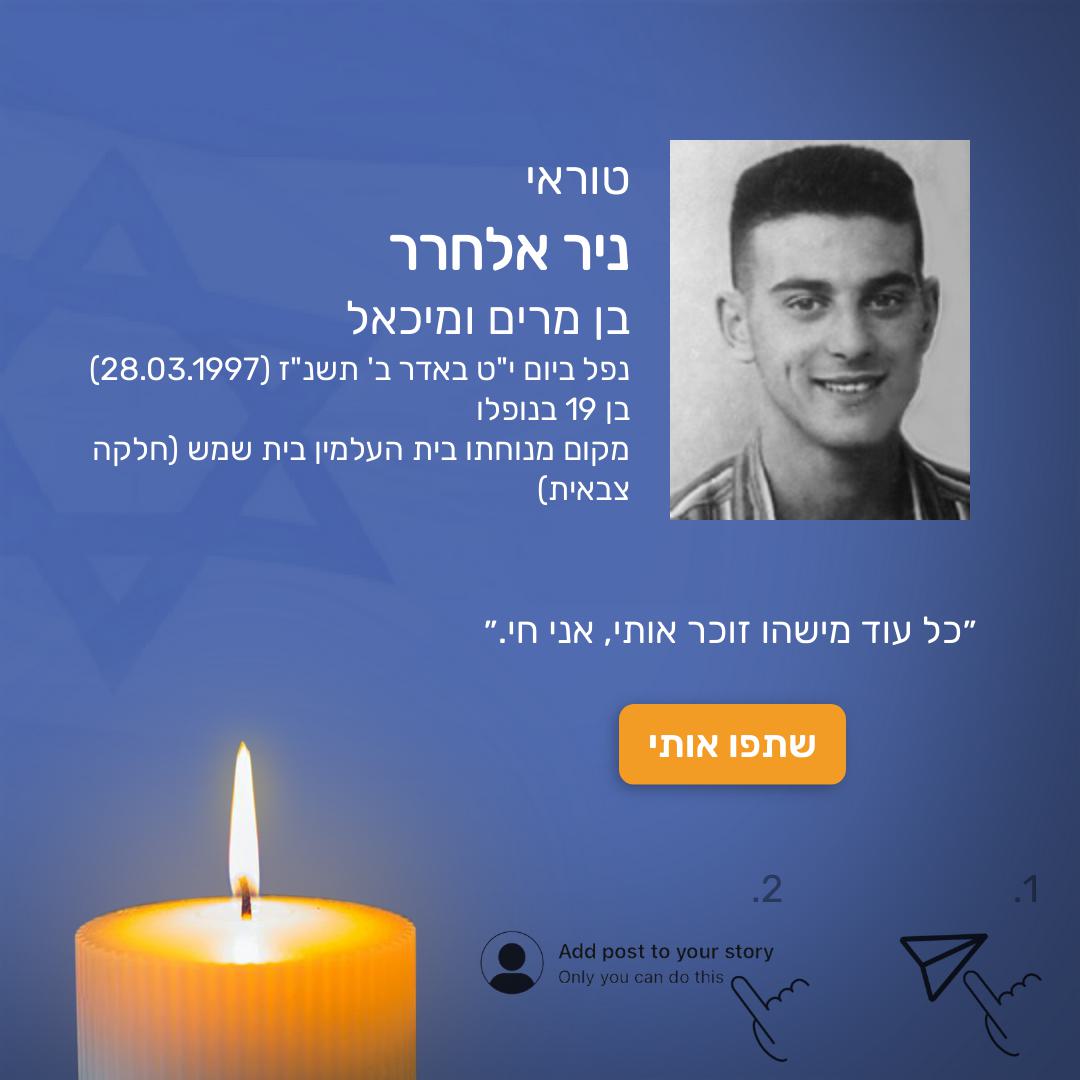 טוראי
ניר אלחרר
בן מרים ומיכאל
נפל ביום י"ט באדר ב' תשנ"ז (28.03.1997)
בן 19 בנופלו
מקום מנוחתו בית העלמין בית שמש (חלקה
צבאית)
״כל עוד מישהו זוכר אותי, אני חי.״
שתפו אותי
.1
.2
Add post to your story
Only you can do this